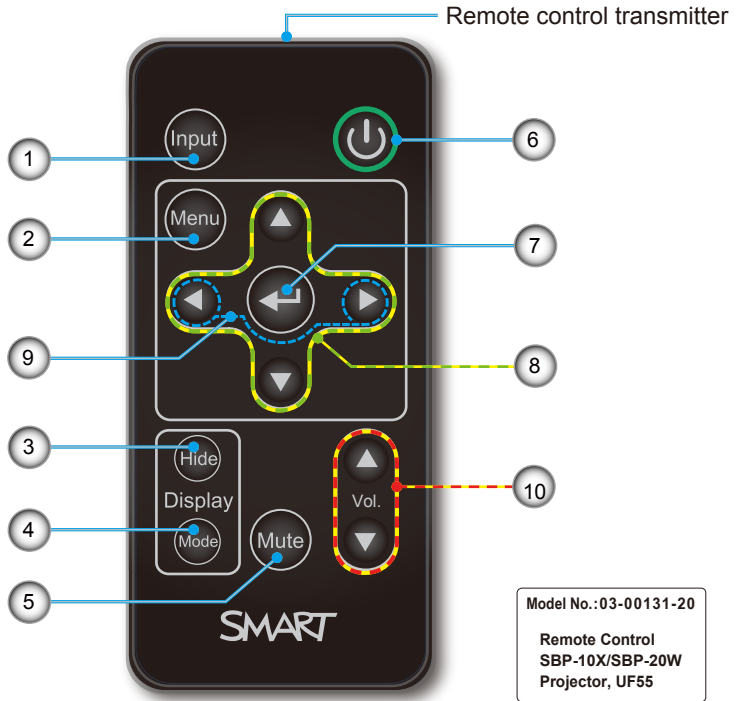 Remote control transmitter
Input
1
6
Menu
2
7
9
8
3
Hide
Display
Vol.
10
4
Mode
Mute
5
SMART
Model No.:03-00131-20
Remote Control
SBP-10X/SBP-20W
Projector, UF55